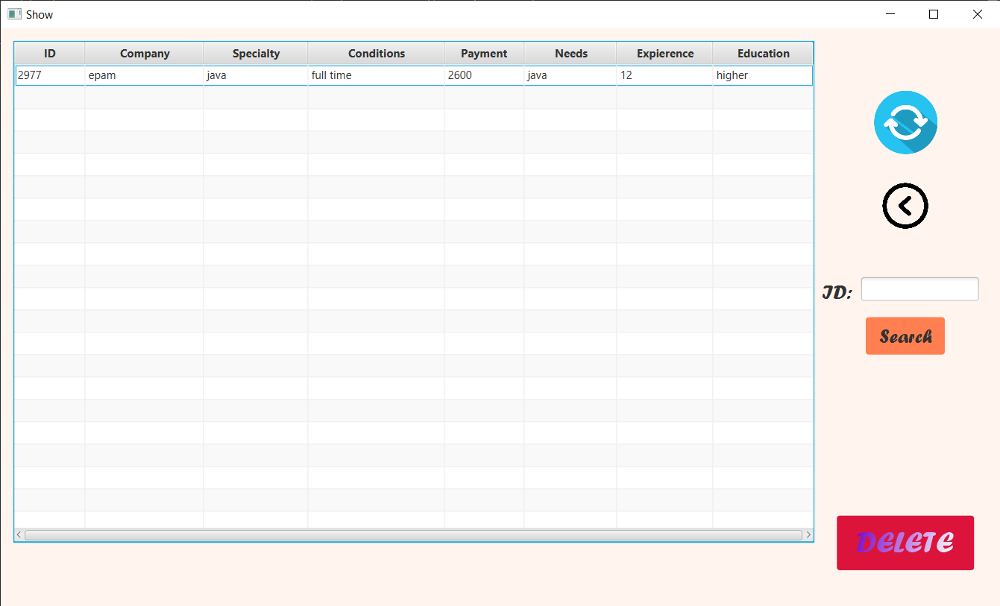 Show
ID Company Specialty Conditions Payment Needs Expierence Education
2977 epam java full time 2600 java 12 higher
ID:
Search
DELETE